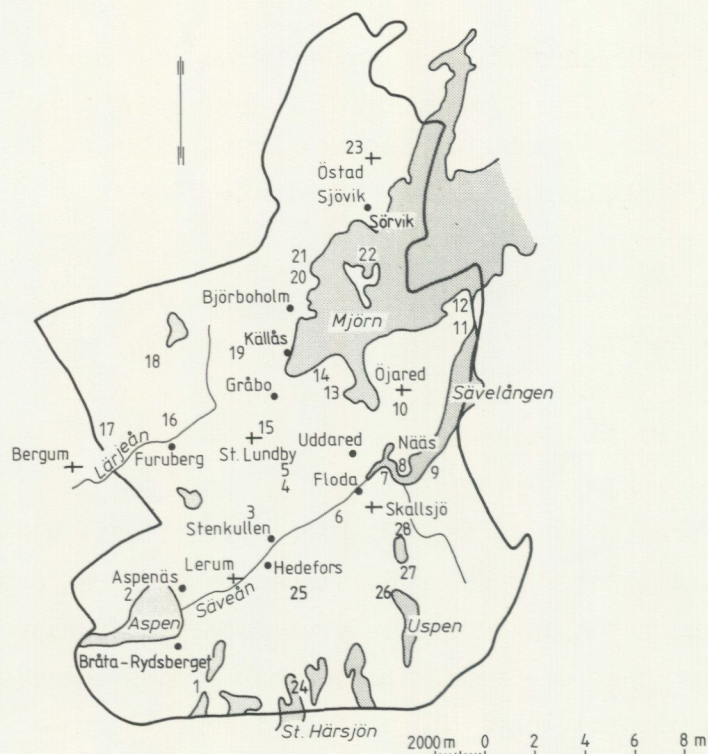 23
Östad
Sjövik
Sörvik
21
22
20
Björboholm
12
Mjörn
11
Källås
19
18
14
Öjared
Sävelången
13
Gråbo
10
17
16
15
Lärjeån
Bergum
Furuberg
St. Lundby
Uddared
Nääs
5
8
4
7
9
Floda
6
Skallsjö
3
28
Stenkullen
Lerum
Hedefors
27
Aspenäs
2
Säveån
25
26
Aspen
Uspen
Bråta-Rydsberget
1
24
St. Härsjön
2000 m 0 2 4 6 8 m